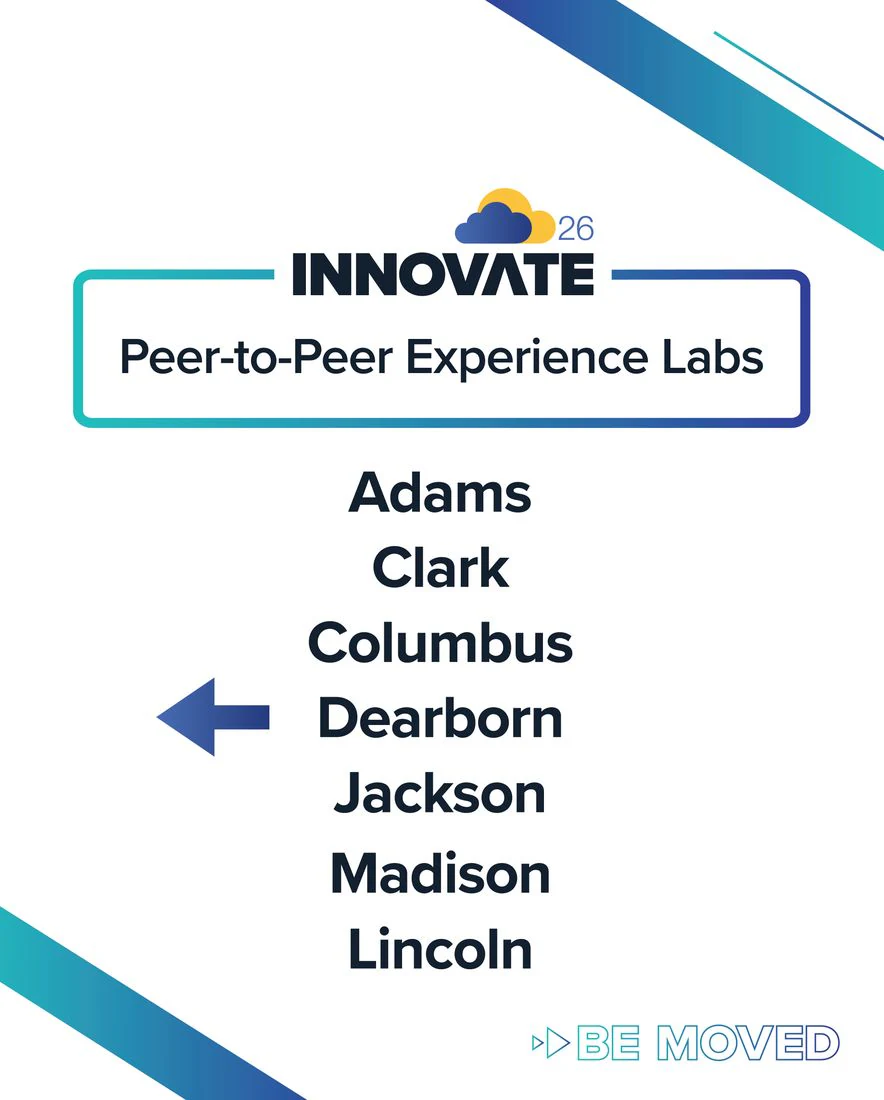 26
INNOVATE
Peer-to-Peer Experience Labs
Adams
Clark
Columbus
Dearborn
Jackson
Madison
Lincoln
BE MOVED